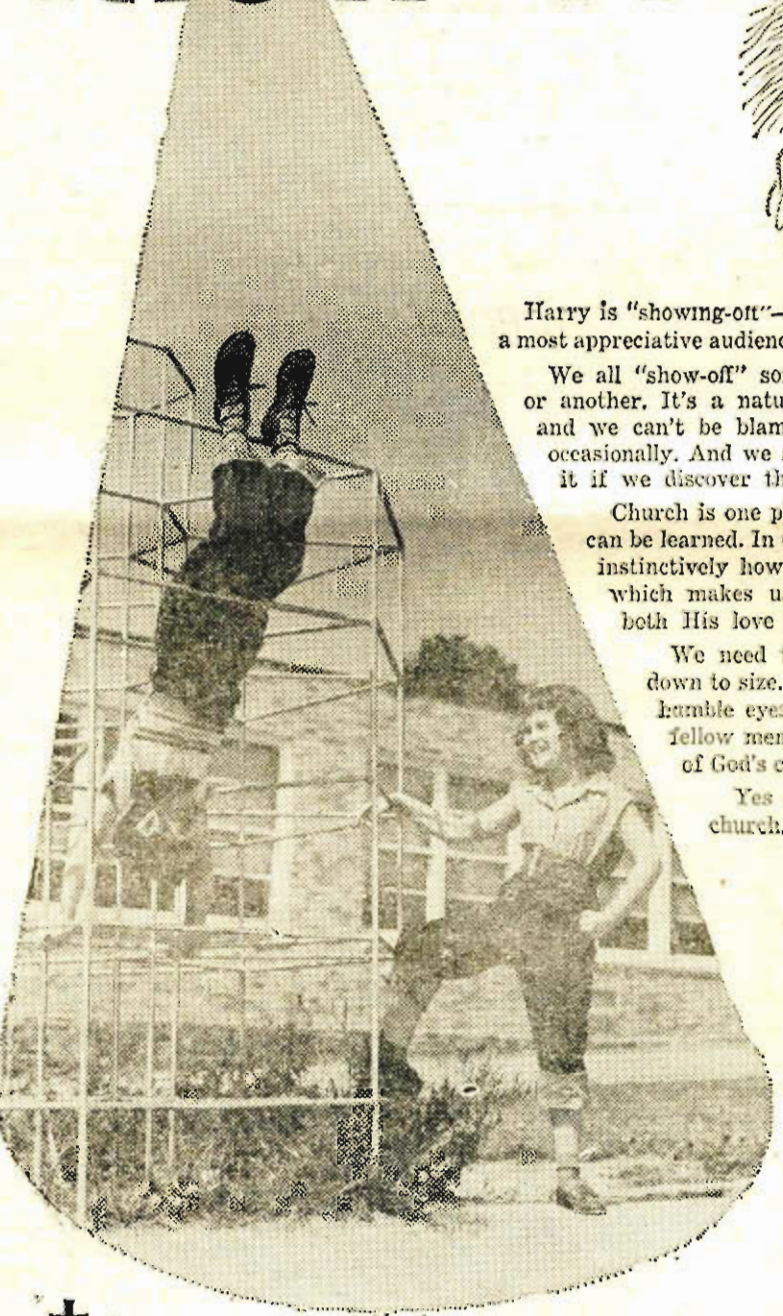 Harry is "showing-off"—
a most appreciative audienc
We all "show-off" so
or another. It's a natu
and we can't be blam
occasionally. And we
it if we discover th
Church is one p
can be learned. In
instinctively how
which makes u
both His love
We need
down to size.
humble eye
fellow mer
of God's c
Yes
church.